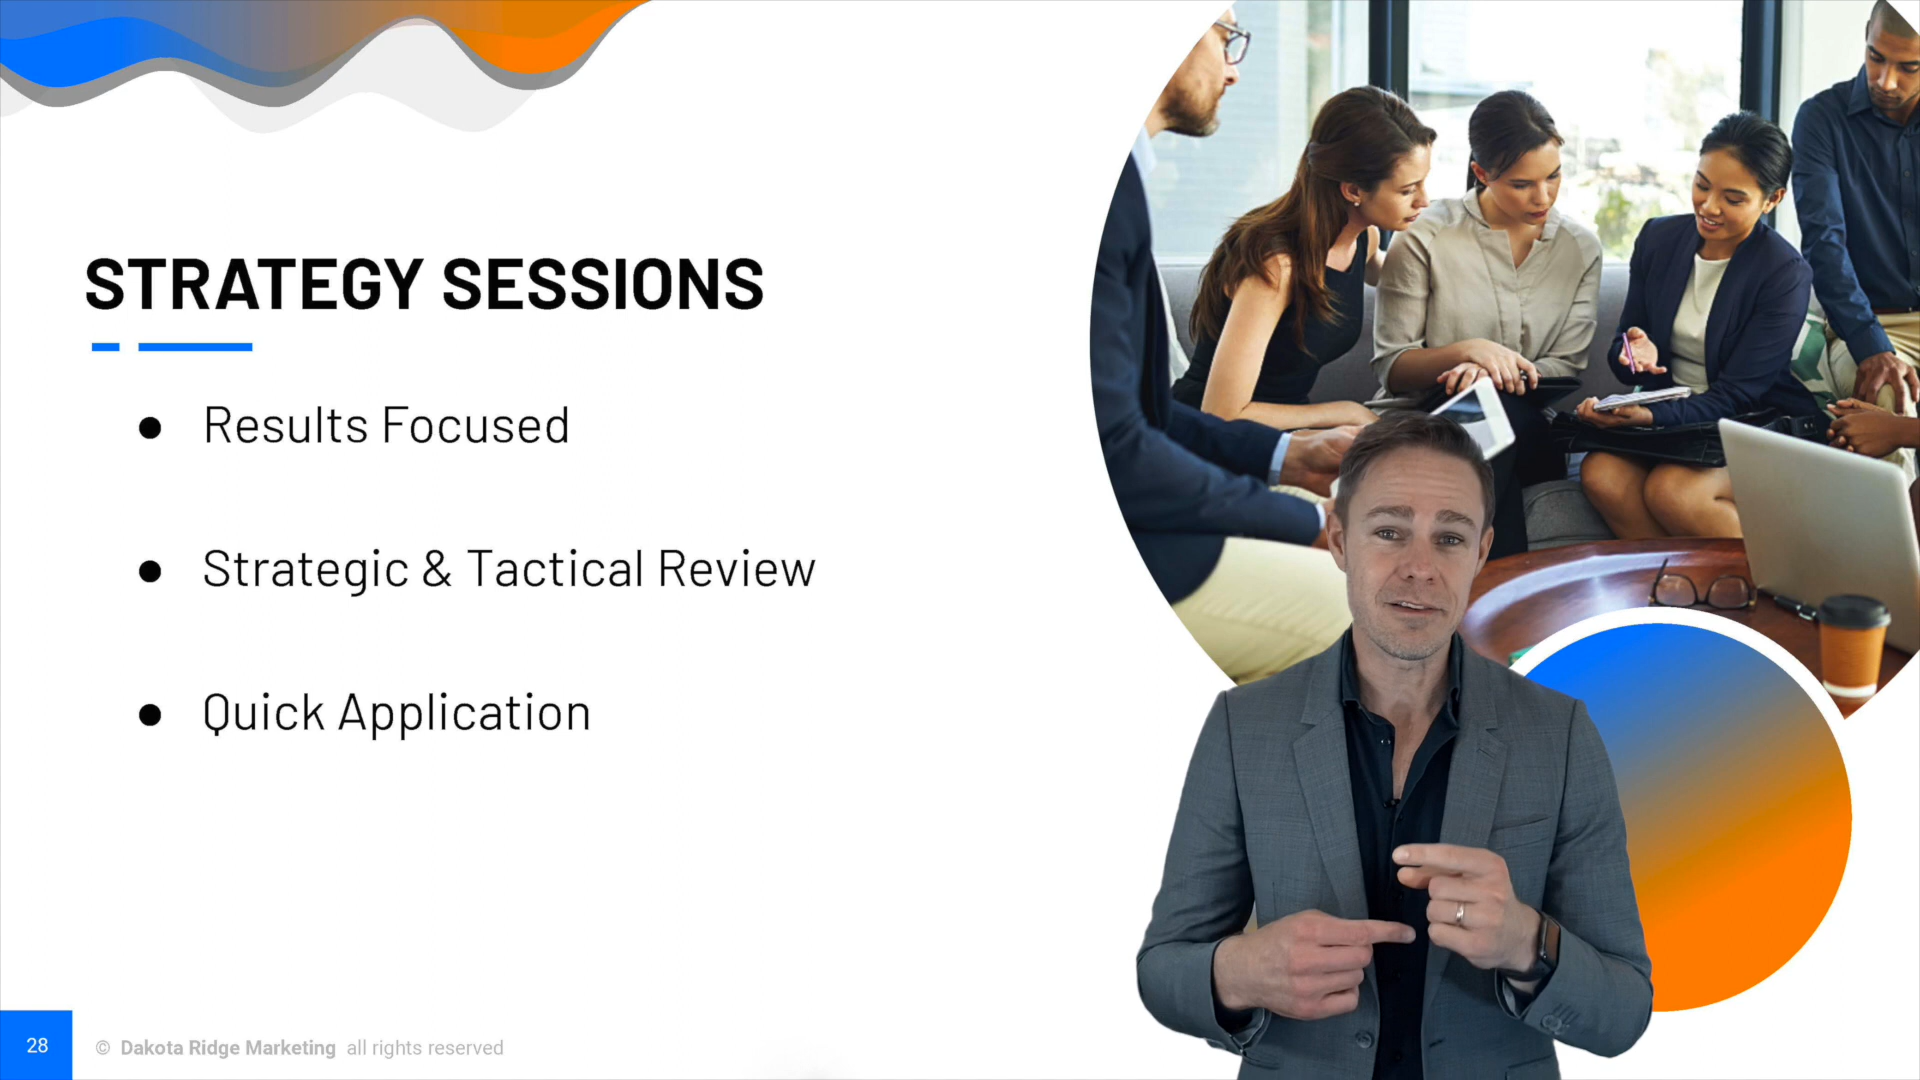 STRATEGY SESSIONS
Results Focused
Strategic & Tactical Review
Quick Application
28
© Dakota Ridge Marketing all rights reserved